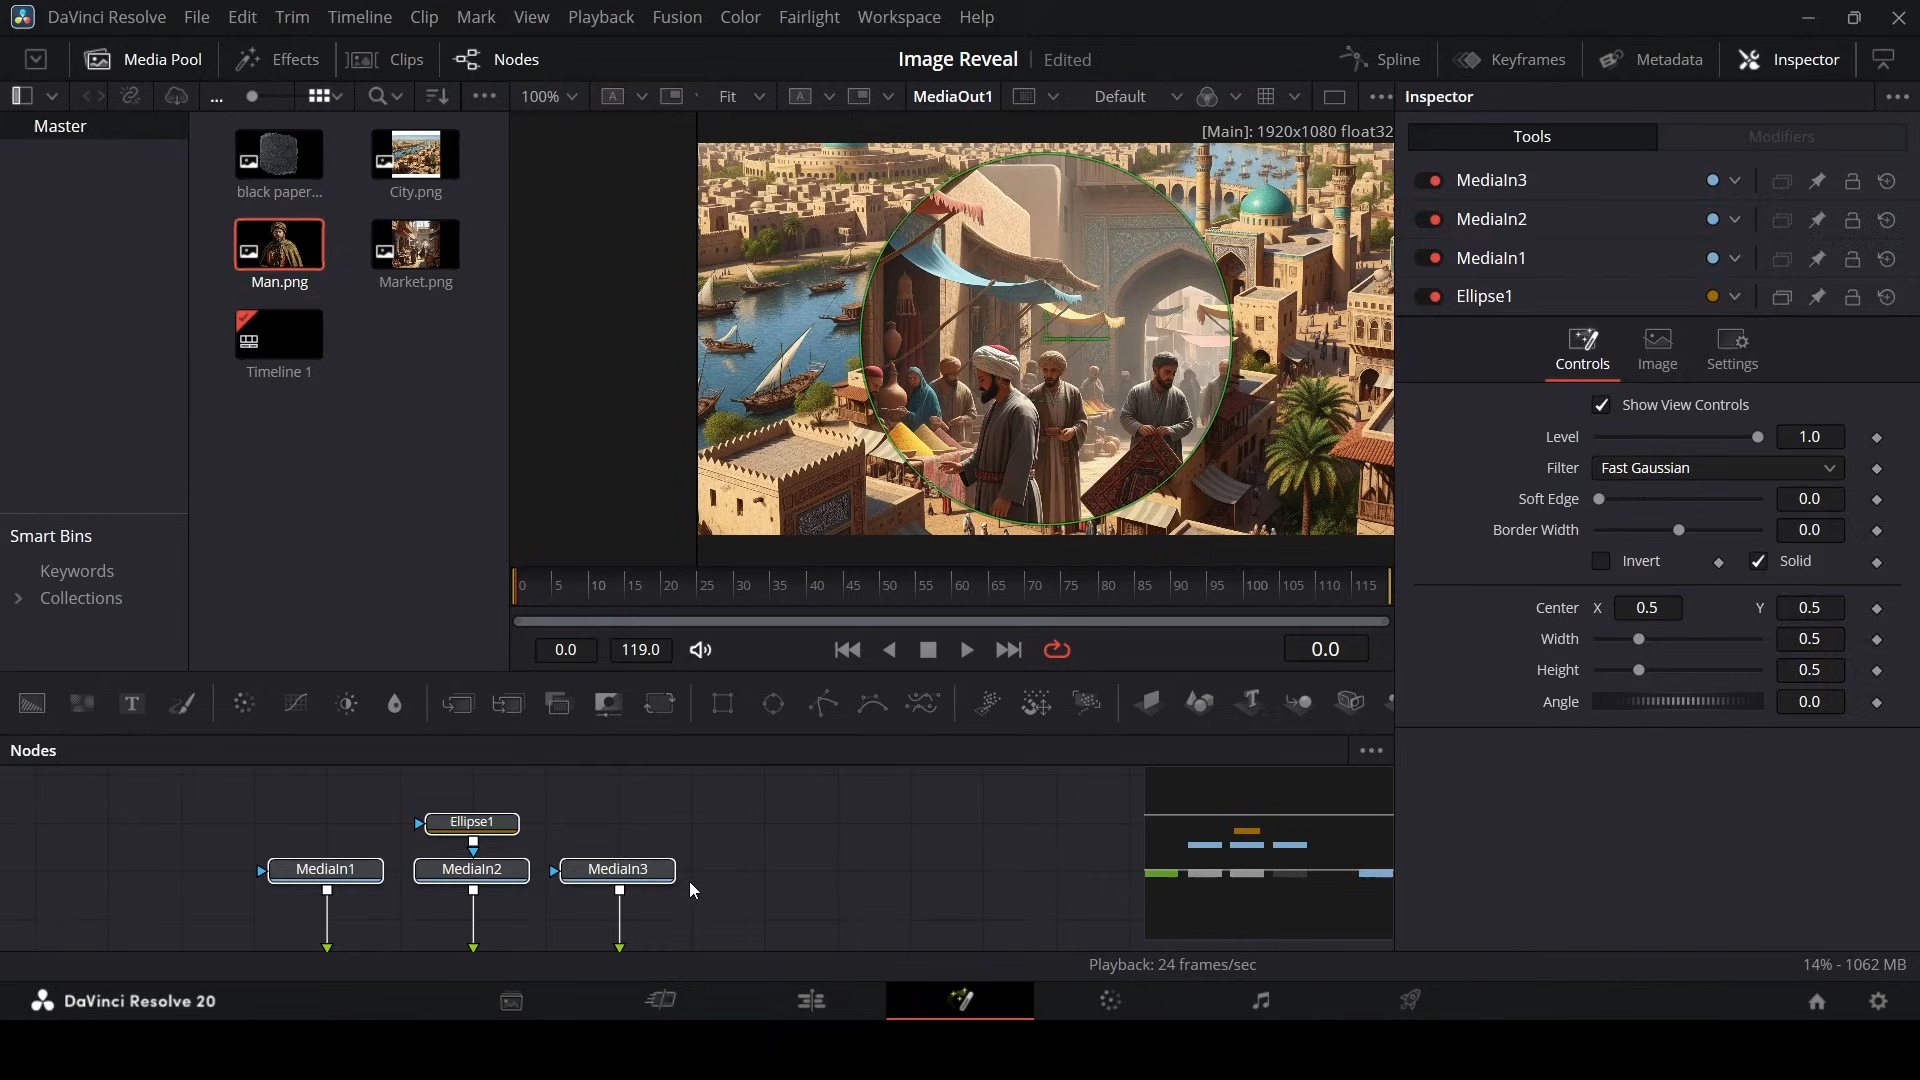 DaVinci Resolve File Edit Trim Timeline Clip Mark View Playback Fusion Color Fairlight Workspace Help
Media Pool Effects Clips Nodes Image Reveal Edited Spline Keyframes Metadata Inspector
... 100% A Fit A MediaOut1 Default Inspector
Master
black paper...
City.png
Man.png
Market.png
Timeline 1
Smart Bins
Keywords
Collections
[Main]: 1920x1080 float32
0 5 10 15 20 25 30 35 40 45 50 55 60 65 70 75 80 85 90 95 100 105 110 115
0.0 119.0 0.0
Tools Modifiers
MediaIn3
MediaIn2
MediaIn1
Ellipse1
Controls Image Settings
Show View Controls
Level 1.0
Filter Fast Gaussian
Soft Edge 0.0
Border Width 0.0
Invert Solid
Center X 0.5 Y 0.5
Width 0.5
Height 0.5
Angle 0.0
T T
Nodes
Ellipse1
MediaIn1 MediaIn2 MediaIn3
Playback: 24 frames/sec 14% - 1062 MB
DaVinci Resolve 20